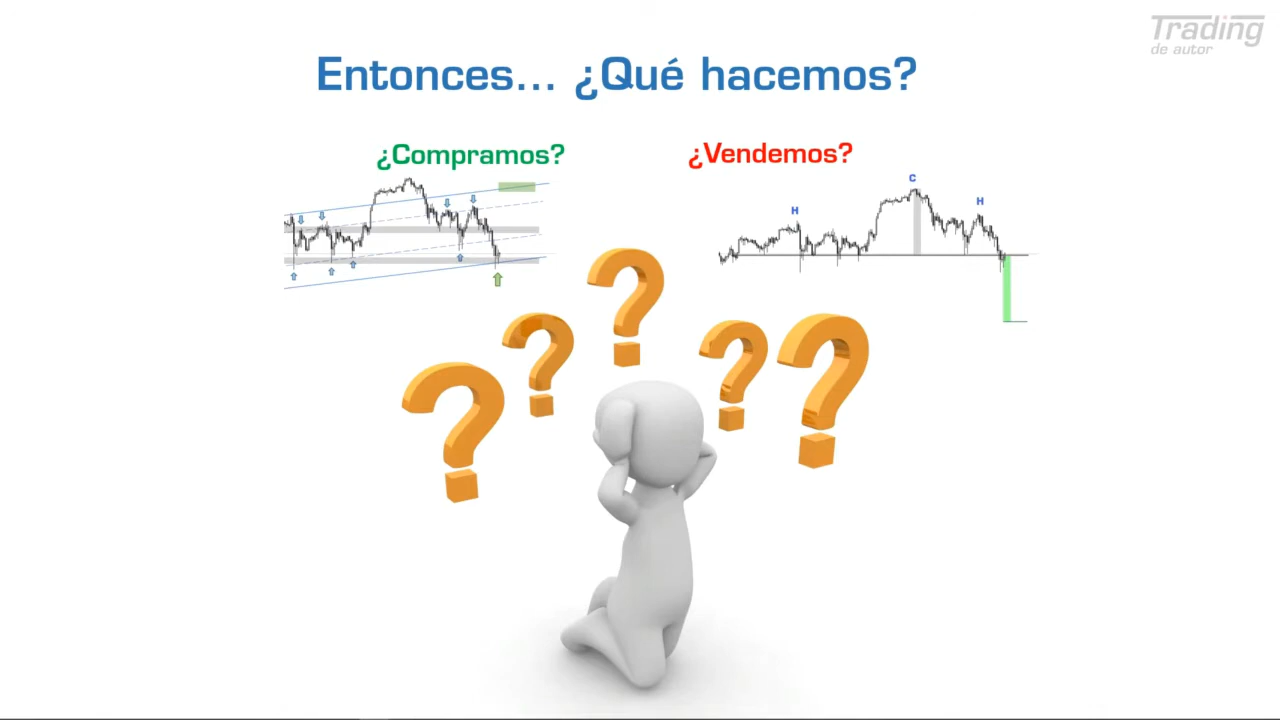 Trading
de autor
Entonces... ¿Qué hacemos?
¿Compramos?
¿Vendemos?
C
H
H